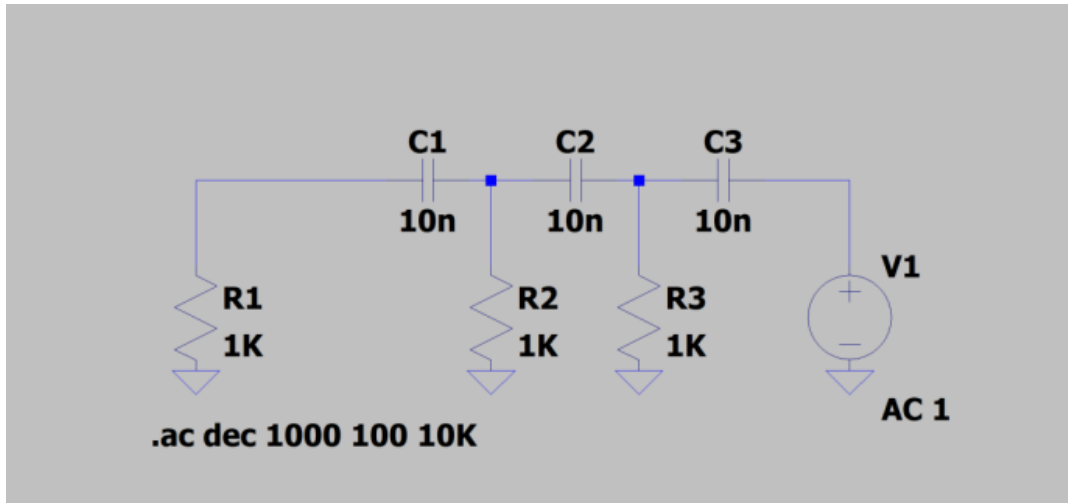 C1 C2 C3
10n 10n 10n
V1
R1 R2 R3
1K 1K 1K
AC 1
.ac dec 1000 100 10K